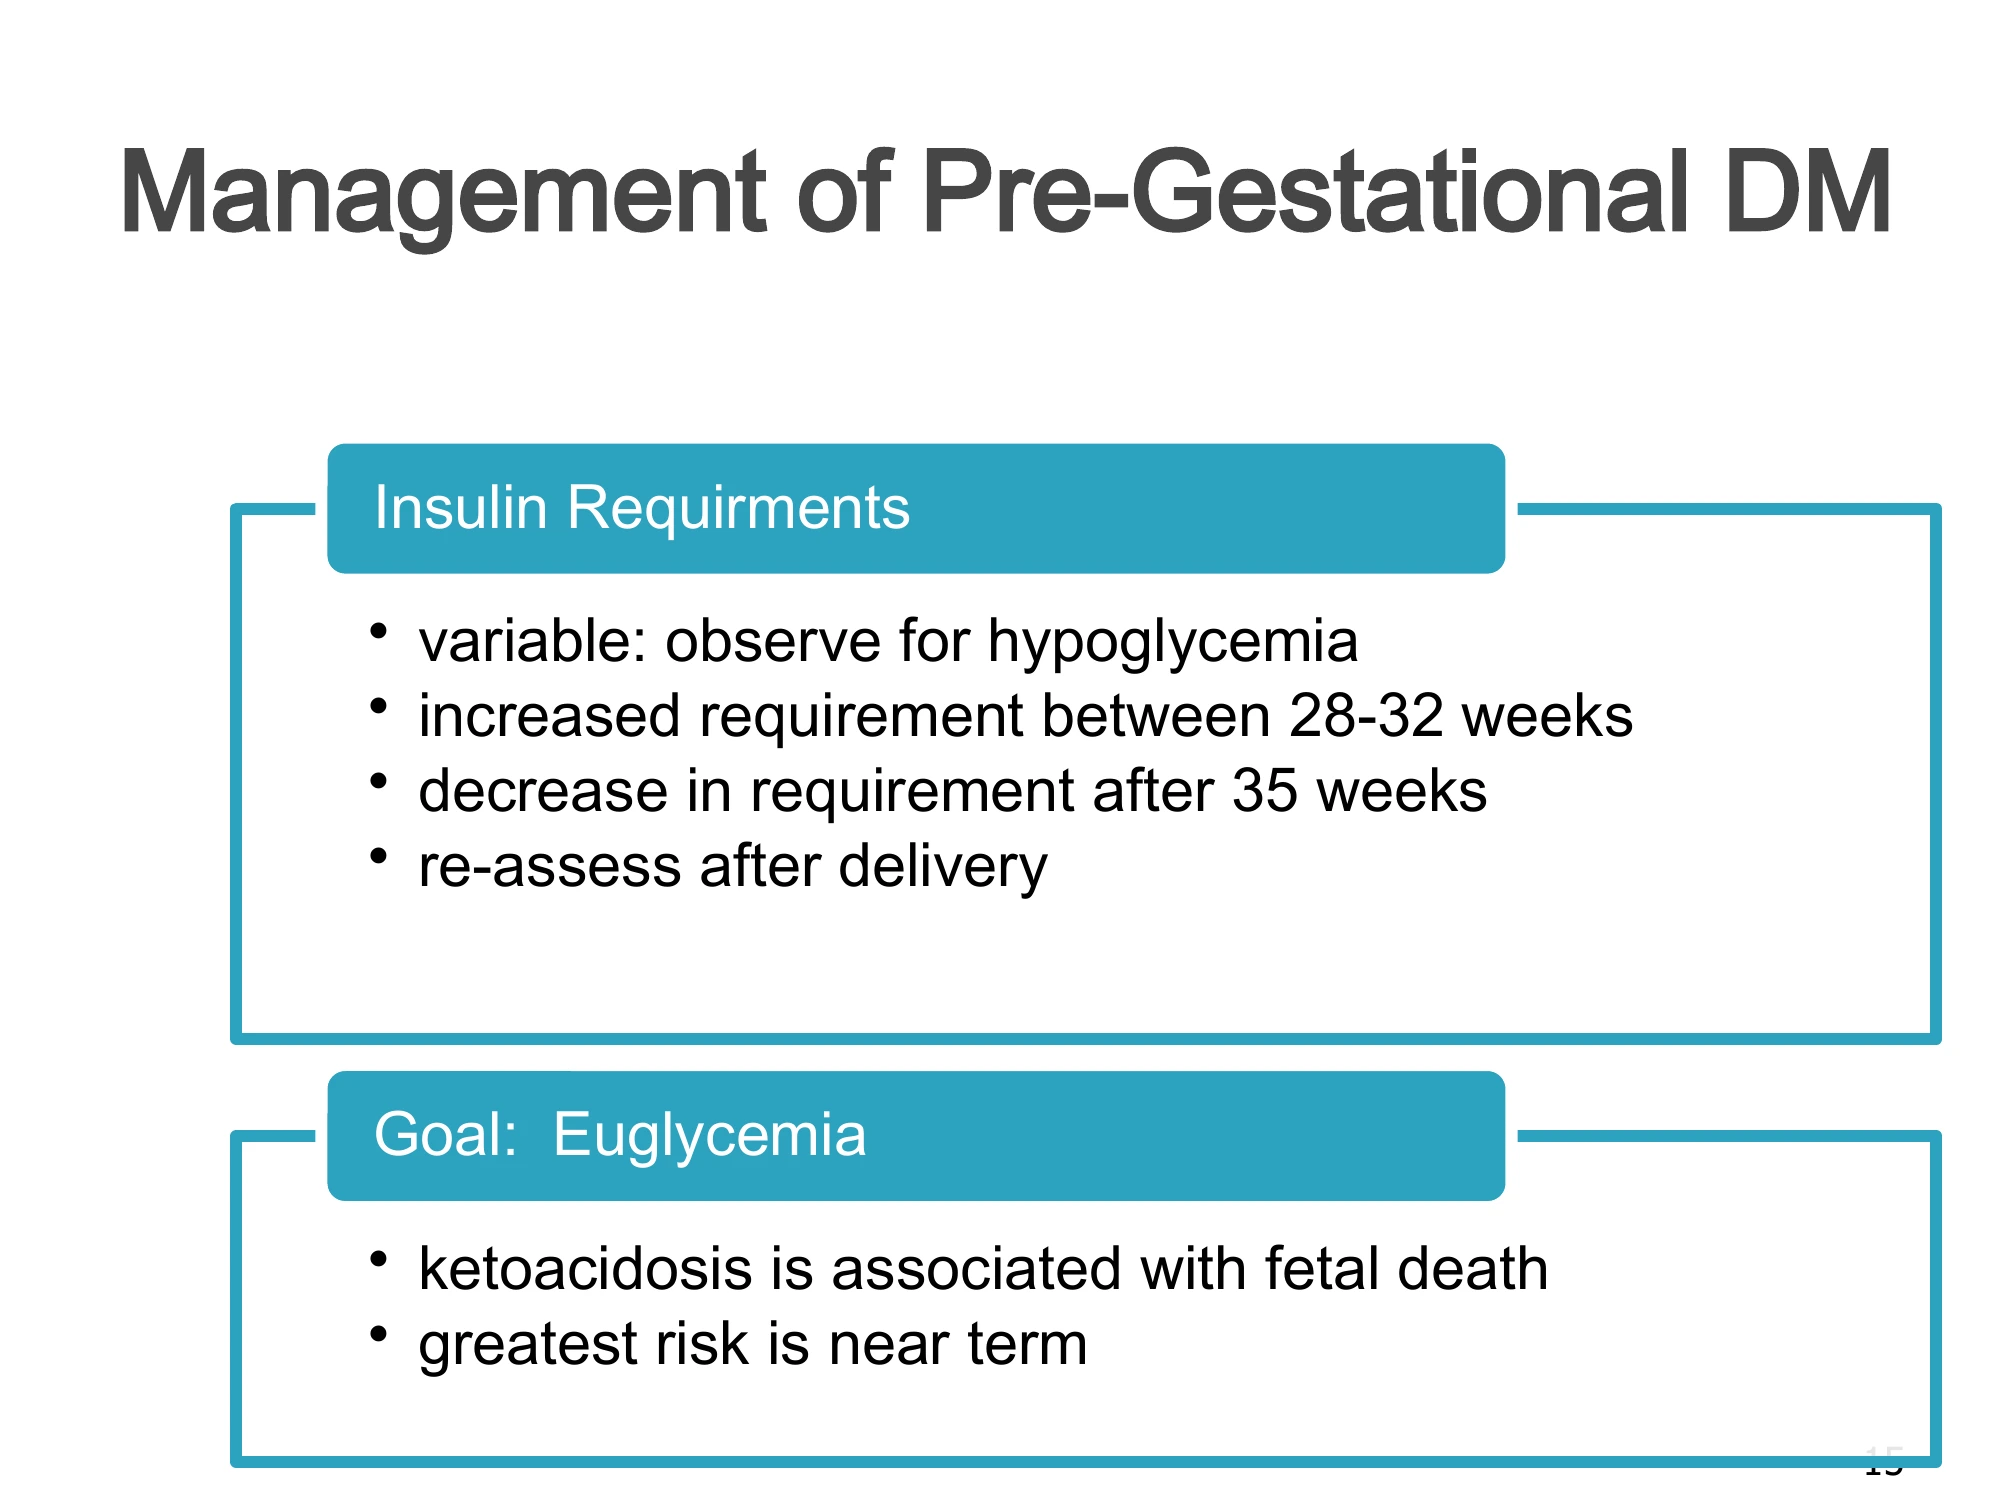 Management of Pre-Gestational DM
Insulin Requirments
• variable: observe for hypoglycemia
• increased requirement between 28-32 weeks
• decrease in requirement after 35 weeks
• re-assess after delivery
Goal:  Euglycemia
• ketoacidosis is associated with fetal death
• greatest risk is near term
15